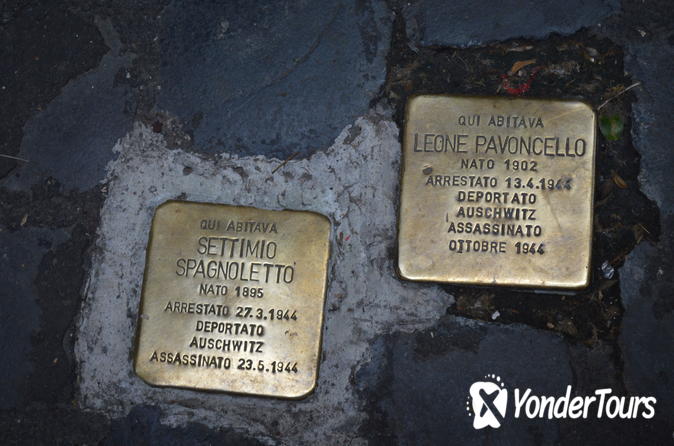 QUI ABITAVA
SETTIMIO
SPAGNOLETTO
NATO 1895
ARRESTATO 27.3.1944
DEPORTATO
AUSCHWITZ
ASSASSINATO 23.5.1944
QUI ABITAVA
LEONE PAVONCELLO
NATO 1902
ARRESTATO 13.4.1944
DEPORTATO
AUSCHWITZ
ASSASSINATO
OTTOBRE 1944
YonderTours